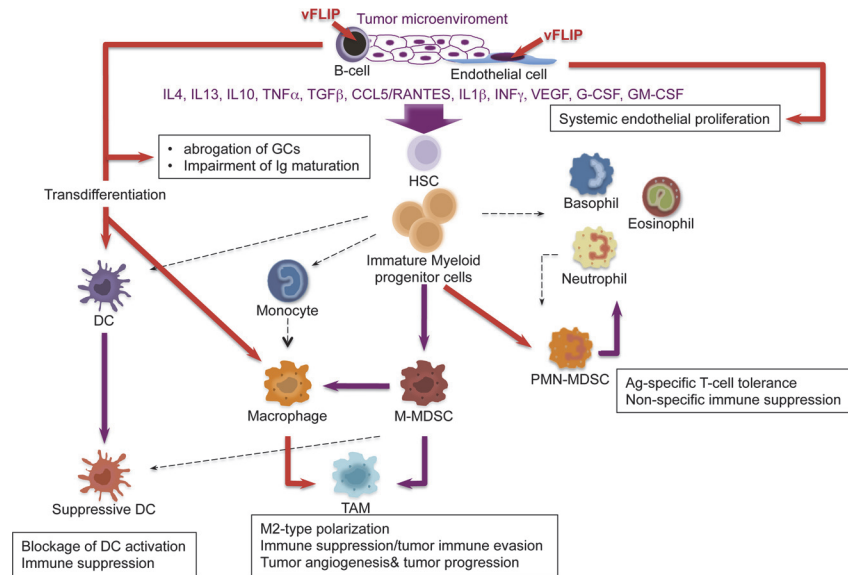 vFLIP
Tumor microenviroment
vFLIP
B-cell
Endothelial cell
IL4, IL13, IL10, TNFα, TGFβ, CCL5/RANTES, IL1β, INFγ, VEGF, G-CSF, GM-CSF
Systemic endothelial proliferation
• abrogation of GCs
• Impairment of Ig maturation
HSC
Transdifferentiation
Basophil
Eosinophil
Immature Myeloid
progenitor cells
Neutrophil
DC
Monocyte
PMN-MDSC
Ag-specific T-cell tolerance
Non-specific immune suppression
Macrophage
M-MDSC
Suppressive DC
TAM
Blockage of DC activation
Immune suppression
M2-type polarization
Immune suppression/tumor immune evasion
Tumor angiogenesis& tumor progression